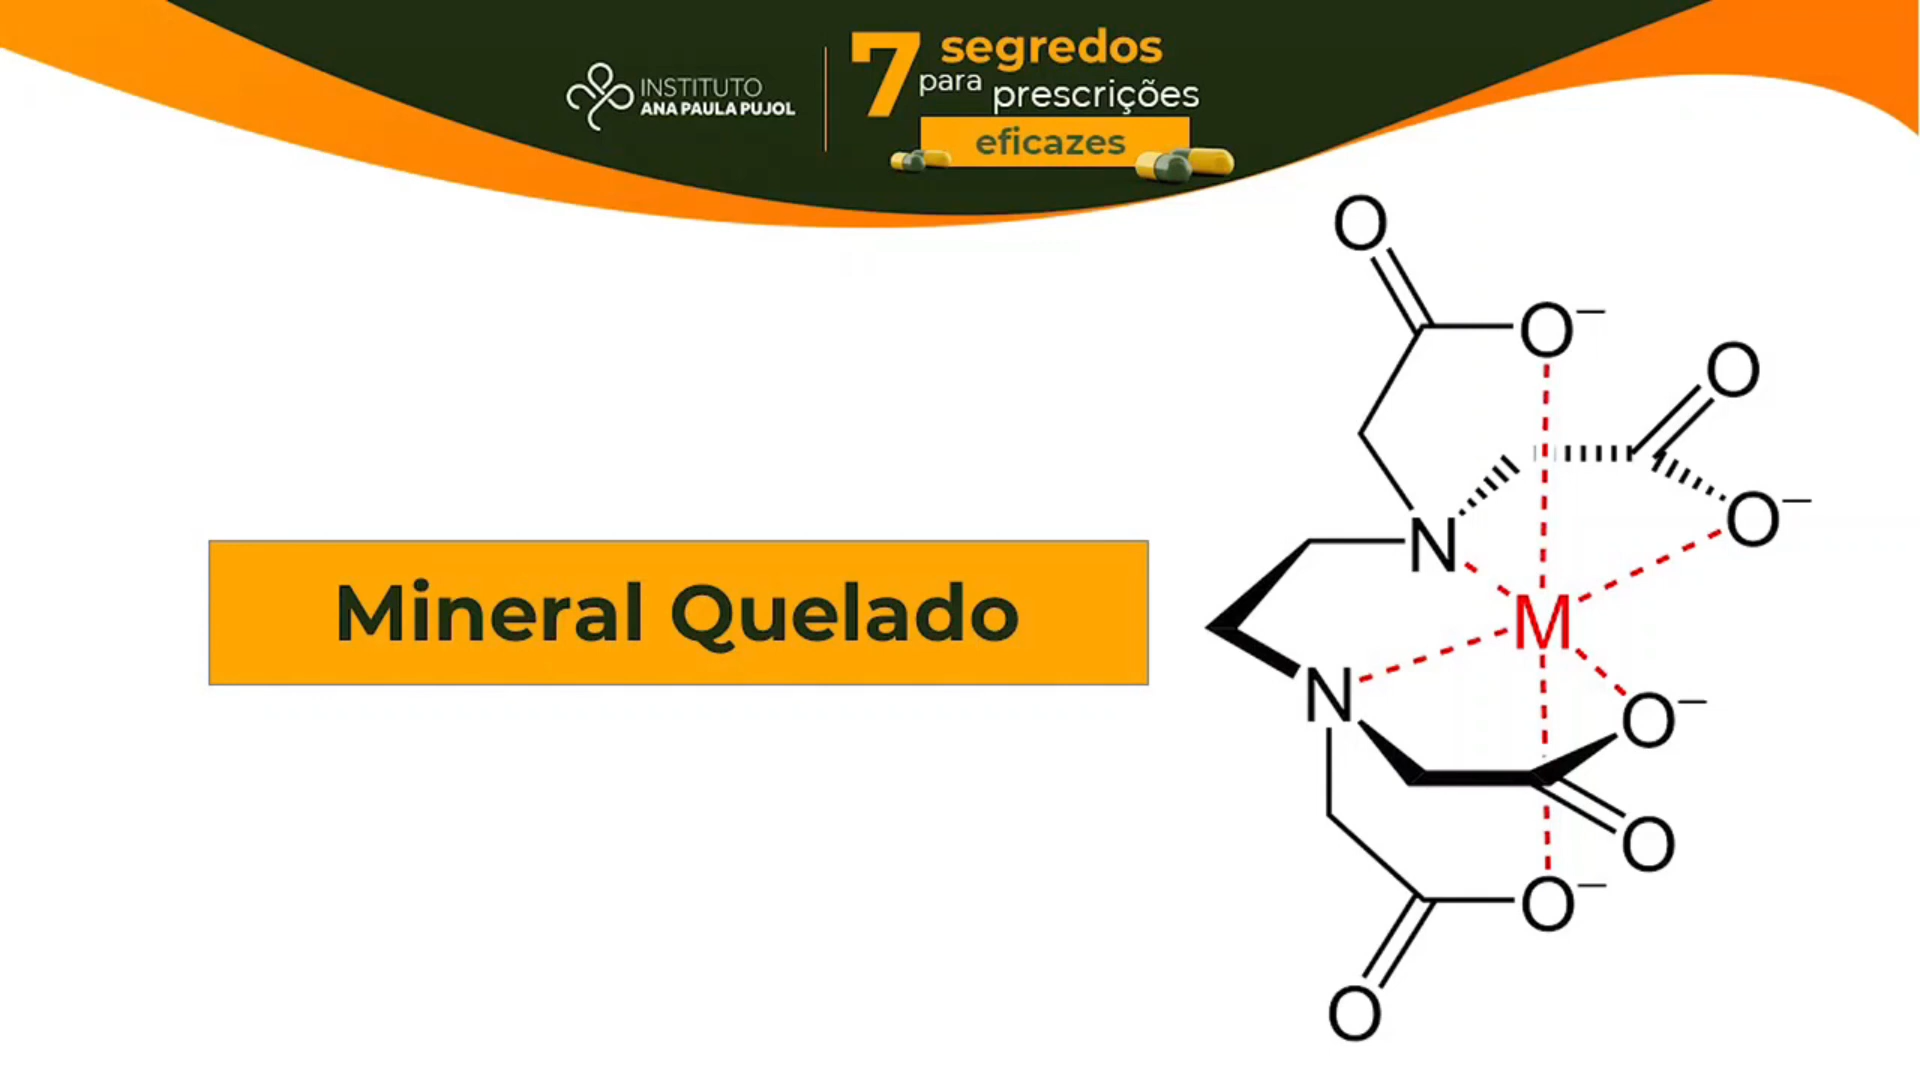 INSTITUTO
ANA PAULA PUJOL
7 segredos
para prescrições
eficazes
Mineral Quelado
O
O⁻
O
N
O⁻
M
N
O⁻
O
O⁻
O